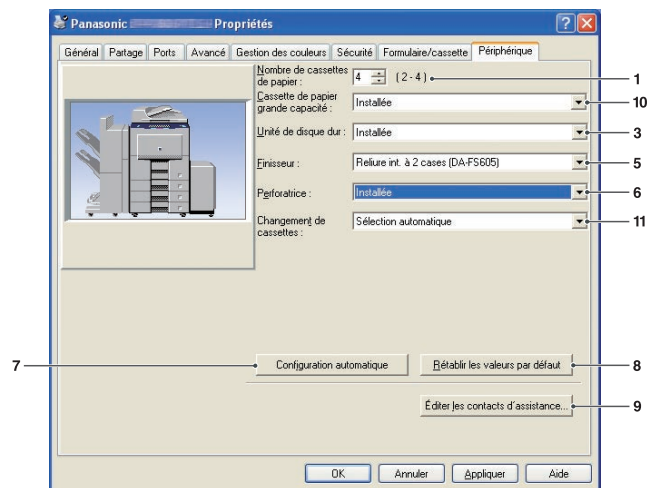 Panasonic Propriétés
Général Partage Ports Avancé Gestion des couleurs Sécurité Formulaire/cassette Périphérique
Nombre de cassettes de papier : 4 (2 - 4) 1
Cassette de papier grande capacité : Installée 10
Unité de disque dur : Installée 3
Finisseur : Reliure int. à 2 cases (DA-FS605) 5
Perforatrice : Installée 6
Changement de cassettes : Sélection automatique 11
7 Configuration automatique Rétablir les valeurs par défaut 8
Éditer les contacts d'assistance... 9
OK Annuler Appliquer Aide